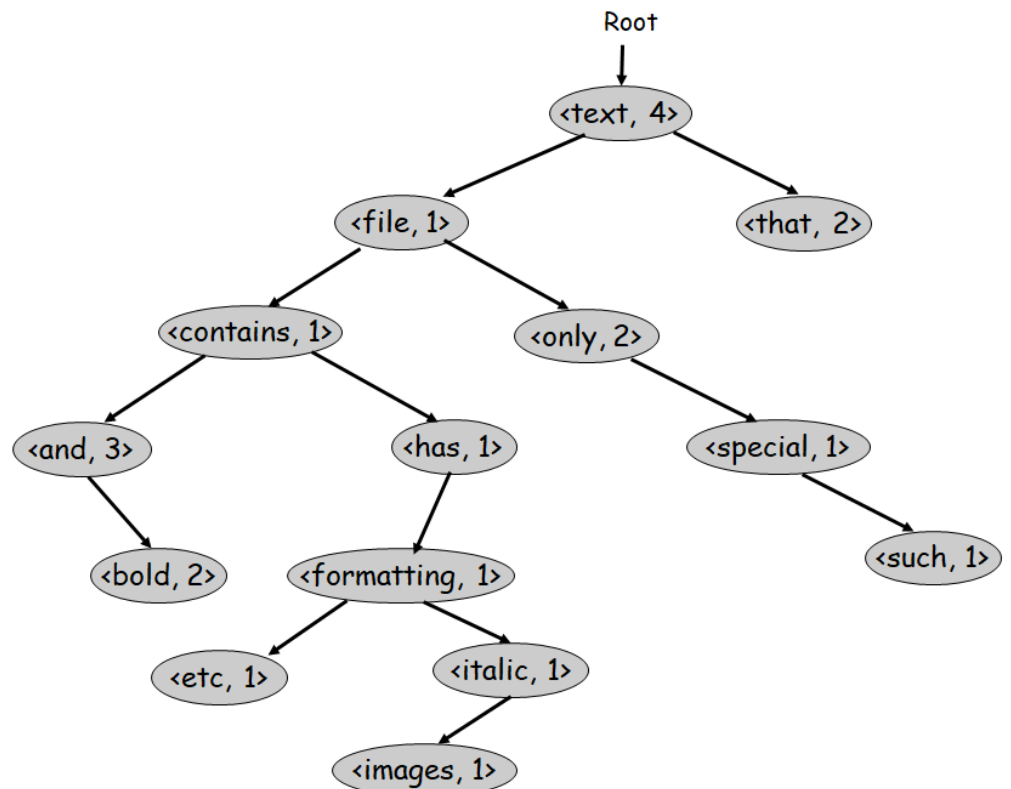 Root
<text, 4>
<file, 1>
<that, 2>
<contains, 1>
<only, 2>
<and, 3>
<has, 1>
<special, 1>
<bold, 2>
<formatting, 1>
<such, 1>
<etc, 1>
<italic, 1>
<images, 1>